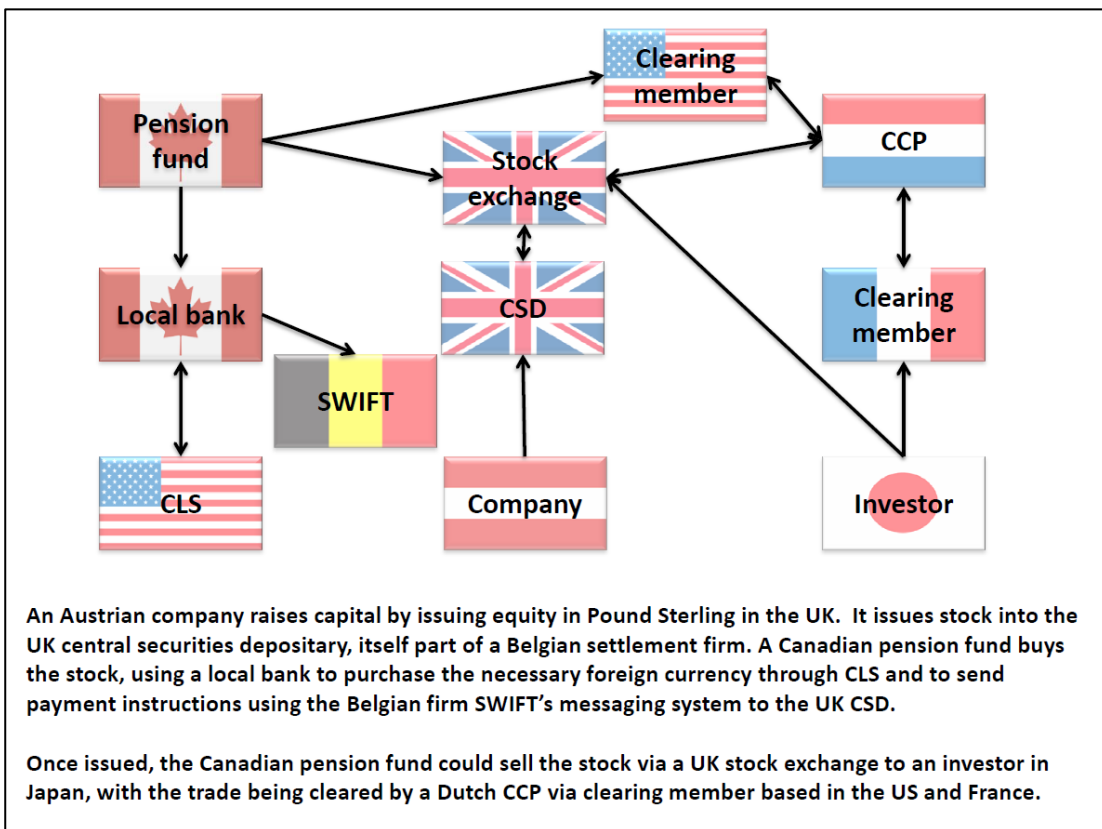 Clearing
member
Pension
fund
CCP
Stock
exchange
Local bank
CSD
Clearing
member
SWIFT
CLS
Company
Investor
An Austrian company raises capital by issuing equity in Pound Sterling in the UK.  It issues stock into the
UK central securities depositary, itself part of a Belgian settlement firm. A Canadian pension fund buys
the stock, using a local bank to purchase the necessary foreign currency through CLS and to send
payment instructions using the Belgian firm SWIFT’s messaging system to the UK CSD.
Once issued, the Canadian pension fund could sell the stock via a UK stock exchange to an investor in
Japan, with the trade being cleared by a Dutch CCP via clearing member based in the US and France.